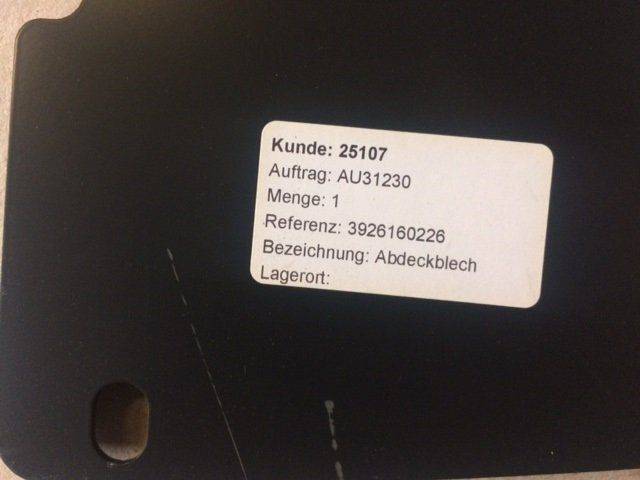 Kunde: 25107
Auftrag: AU31230
Menge: 1
Referenz: 3926160226
Bezeichnung: Abdeckblech
Lagerort: